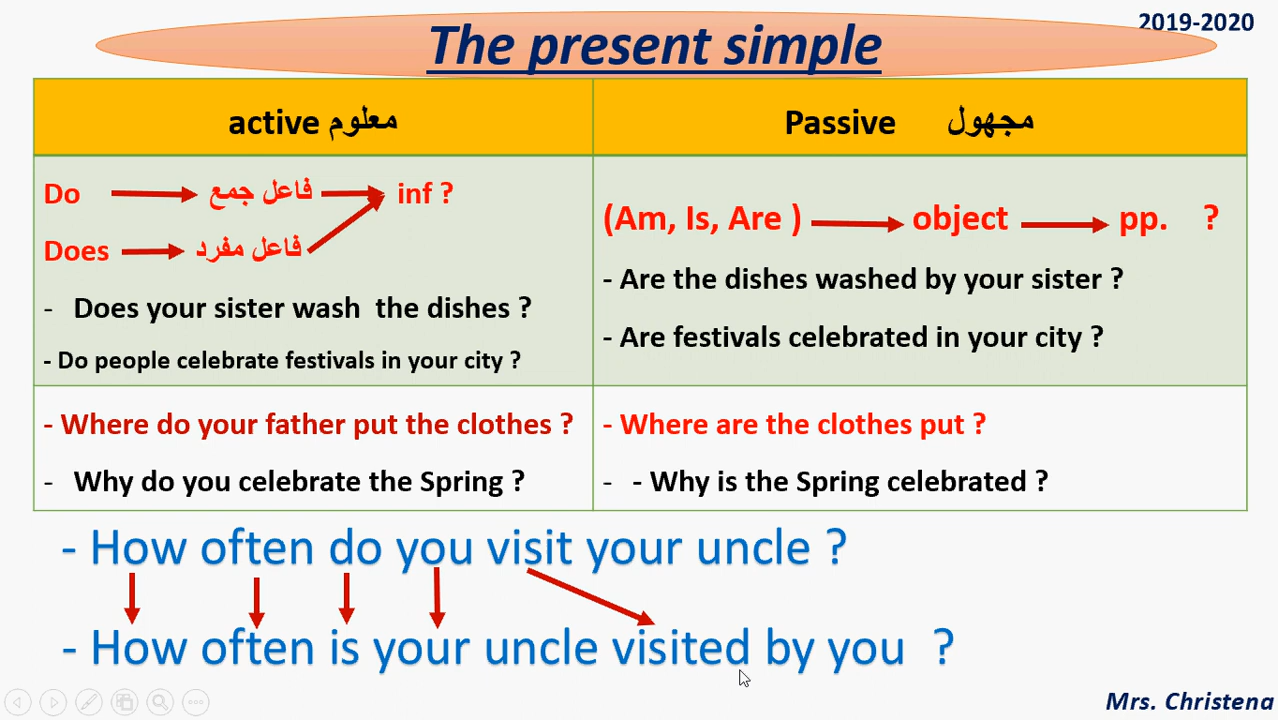 2019-2020
The present simple
active معلوم
Passive مجهول
Do فاعل جمع inf ?
Does فاعل مفرد
(Am, Is, Are ) object pp. ?
- Does your sister wash the dishes ?
- Do people celebrate festivals in your city ?
- Are the dishes washed by your sister ?
- Are festivals celebrated in your city ?
- Where do your father put the clothes ?
- Where are the clothes put ?
- Why do you celebrate the Spring ?
- - Why is the Spring celebrated ?
- How often do you visit your uncle ?
- How often is your uncle visited by you ?
Mrs. Christena